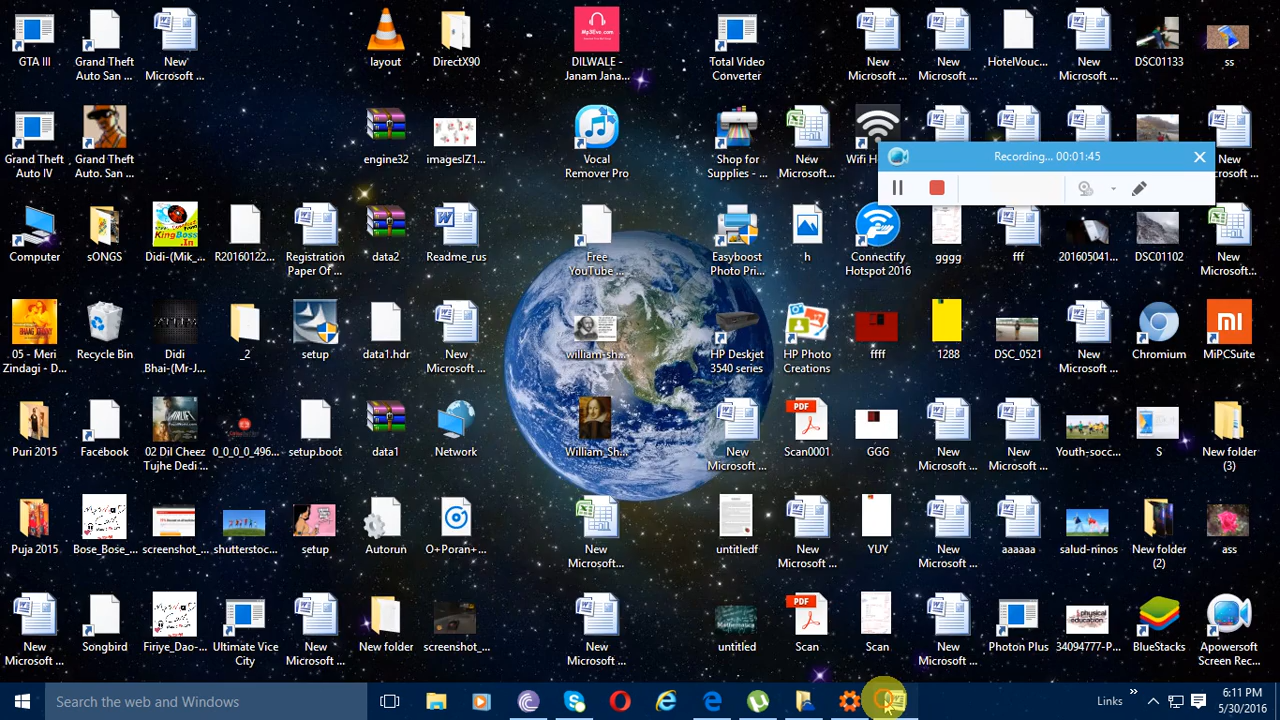 GTA III
Grand Theft
Auto San ...
New
Microsoft ...
layout
DirectX90
Mp3Evo.com
DILWALE -
Janam Jana...
Total Video
Converter
New
Microsoft ...
New
Microsoft ...
HotelVouc...
New
Microsoft ...
DSC01133
ss
Grand Theft
Auto IV
Grand Theft
Auto. San ...
engine32
imagesIZ1...
Vocal
Remover Pro
Shop for
Supplies - ...
New
Microsoft...
Wifi H
Recording... 00:01:45
New
Microsoft ...
Computer
sONGS
KingBoss
.In
Didi-(Mik_...
R20160122...
Registration
Paper Of ...
data2
Readme_rus
Free
YouTube ...
Easyboost
Photo Pri...
h
Connectify
Hotspot 2016
gggg
fff
201605041...
DSC01102
New
Microsoft...
05 - Meri
Zindagi - D...
Recycle Bin
Didi
Bhai-(Mr-J...
_2
setup
data1.hdr
New
Microsoft ...
william-sh...
HP Deskjet
3540 series
HP Photo
Creations
ffff
1288
DSC_0521
New
Microsoft ...
Chromium
MiPCSuite
Puri 2015
Facebook
02 Dil Cheez
Tujhe Dedi ...
0_0_0_0_496...
setup.boot
data1
Network
William_Sh...
New
Microsoft ...
PDF
Scan0001
GGG
New
Microsoft ...
New
Microsoft ...
Youth-socc...
S
New folder
(3)
Puja 2015
Bose_Bose_...
screenshot_...
shutterstoc...
setup
Autorun
O+Poran+...
New
Microsoft...
untitledf
New
Microsoft ...
YUY
New
Microsoft ...
aaaaaa
salud-ninos
New folder
(2)
ass
New
Microsoft ...
Songbird
Firiye_Dao-...
Ultimate Vice
City
New
Microsoft ...
New folder
screenshot_...
New
Microsoft ...
Mathematics
untitled
PDF
Scan
Scan
New
Microsoft ...
Photon Plus
physical
education
34094777-P...
BlueStacks
Apowersoft
Screen Rec...
Search the web and Windows
Links
6:11 PM
5/30/2016